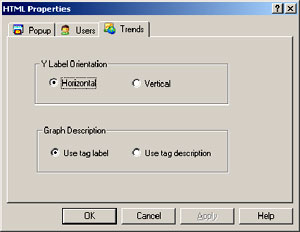 HTML Properties
Popup Users Trends
Y Label Orientation
Horizontal Vertical
Graph Description
Use tag label Use tag description
OK Cancel Apply Help